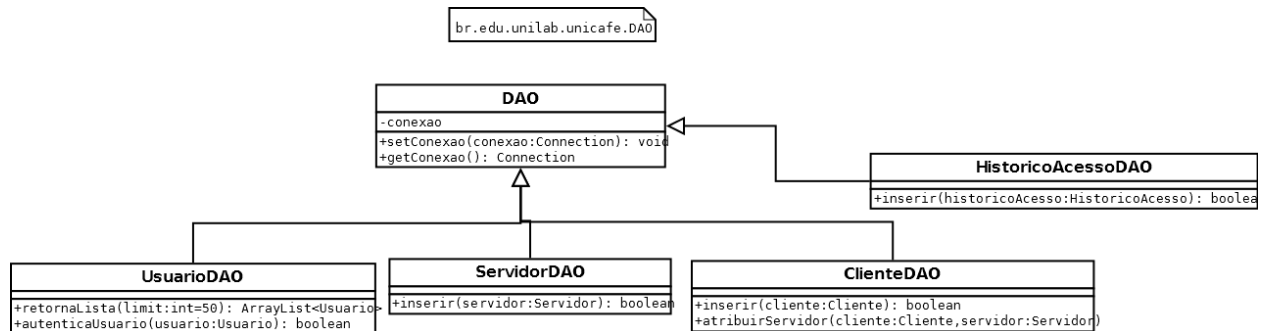 br.edu.unilab.unicafe.DAO
DAO
-conexao
+setConexao(conexao:Connection): void
+getConexao(): Connection
HistoricoAcessoDAO
+inserir(historicoAcesso:HistoricoAcesso): boolea
UsuarioDAO
+retornaLista(limit:int=50): ArrayList<Usuario>
+autenticaUsuario(usuario:Usuario): boolean
ServidorDAO
+inserir(servidor:Servidor): boolean
ClienteDAO
+inserir(cliente:Cliente): boolean
+atribuirServidor(cliente:Cliente,servidor:Servidor)